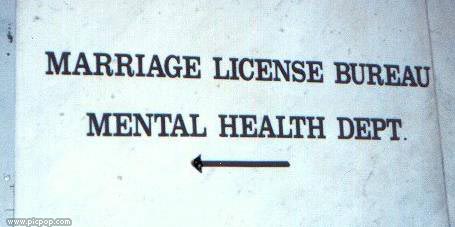 MARRIAGE LICENSE BUREAU
MENTAL HEALTH DEPT.
www.picpop.com